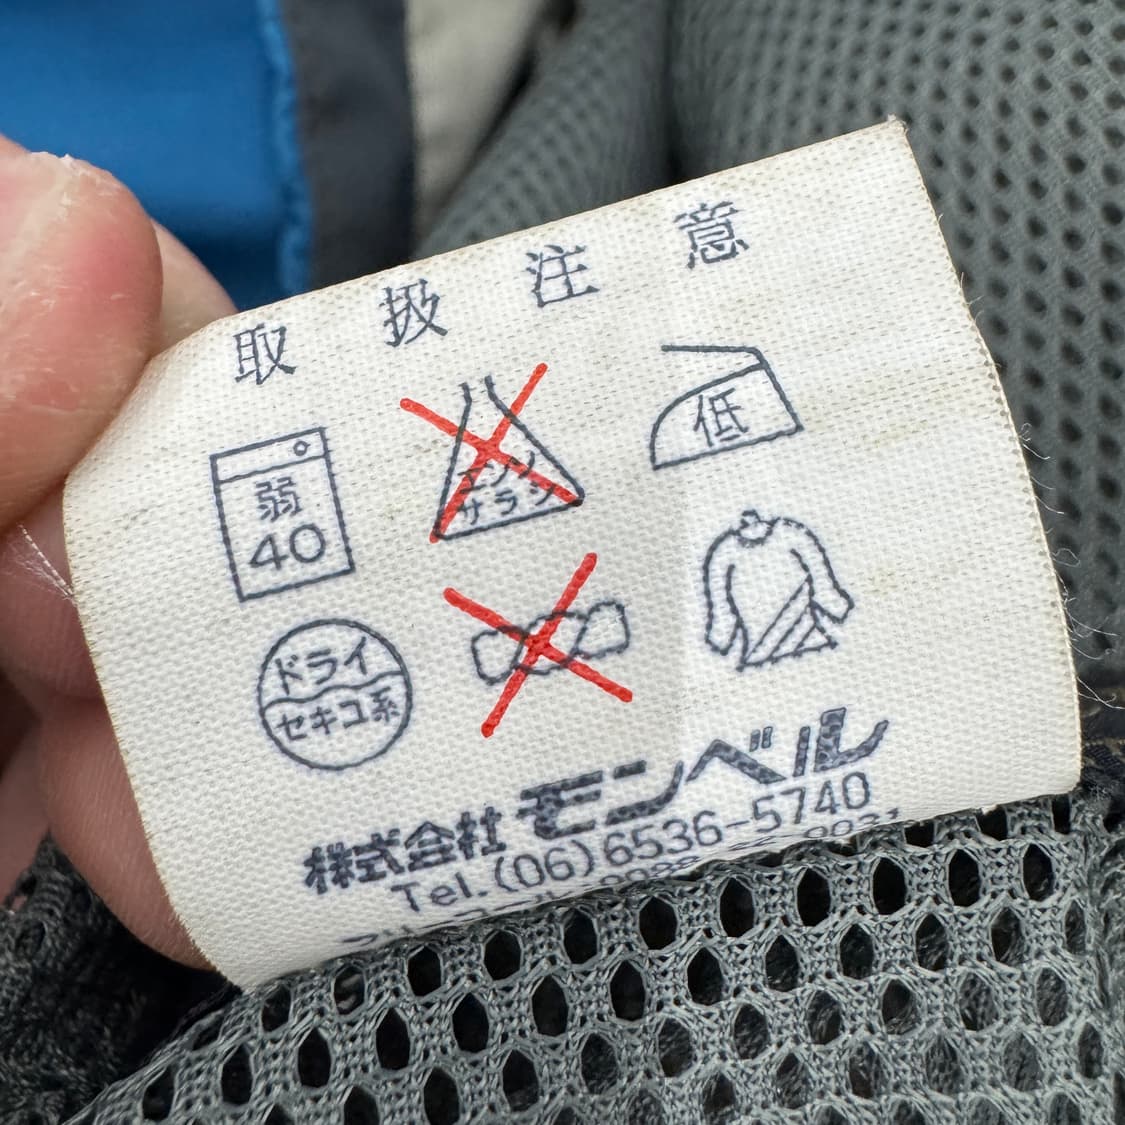 取扱注意
弱
40
エンソ
サラシ
低
ドライ
セキユ系
株式会社モンベル
Tel.(06)6536-5740